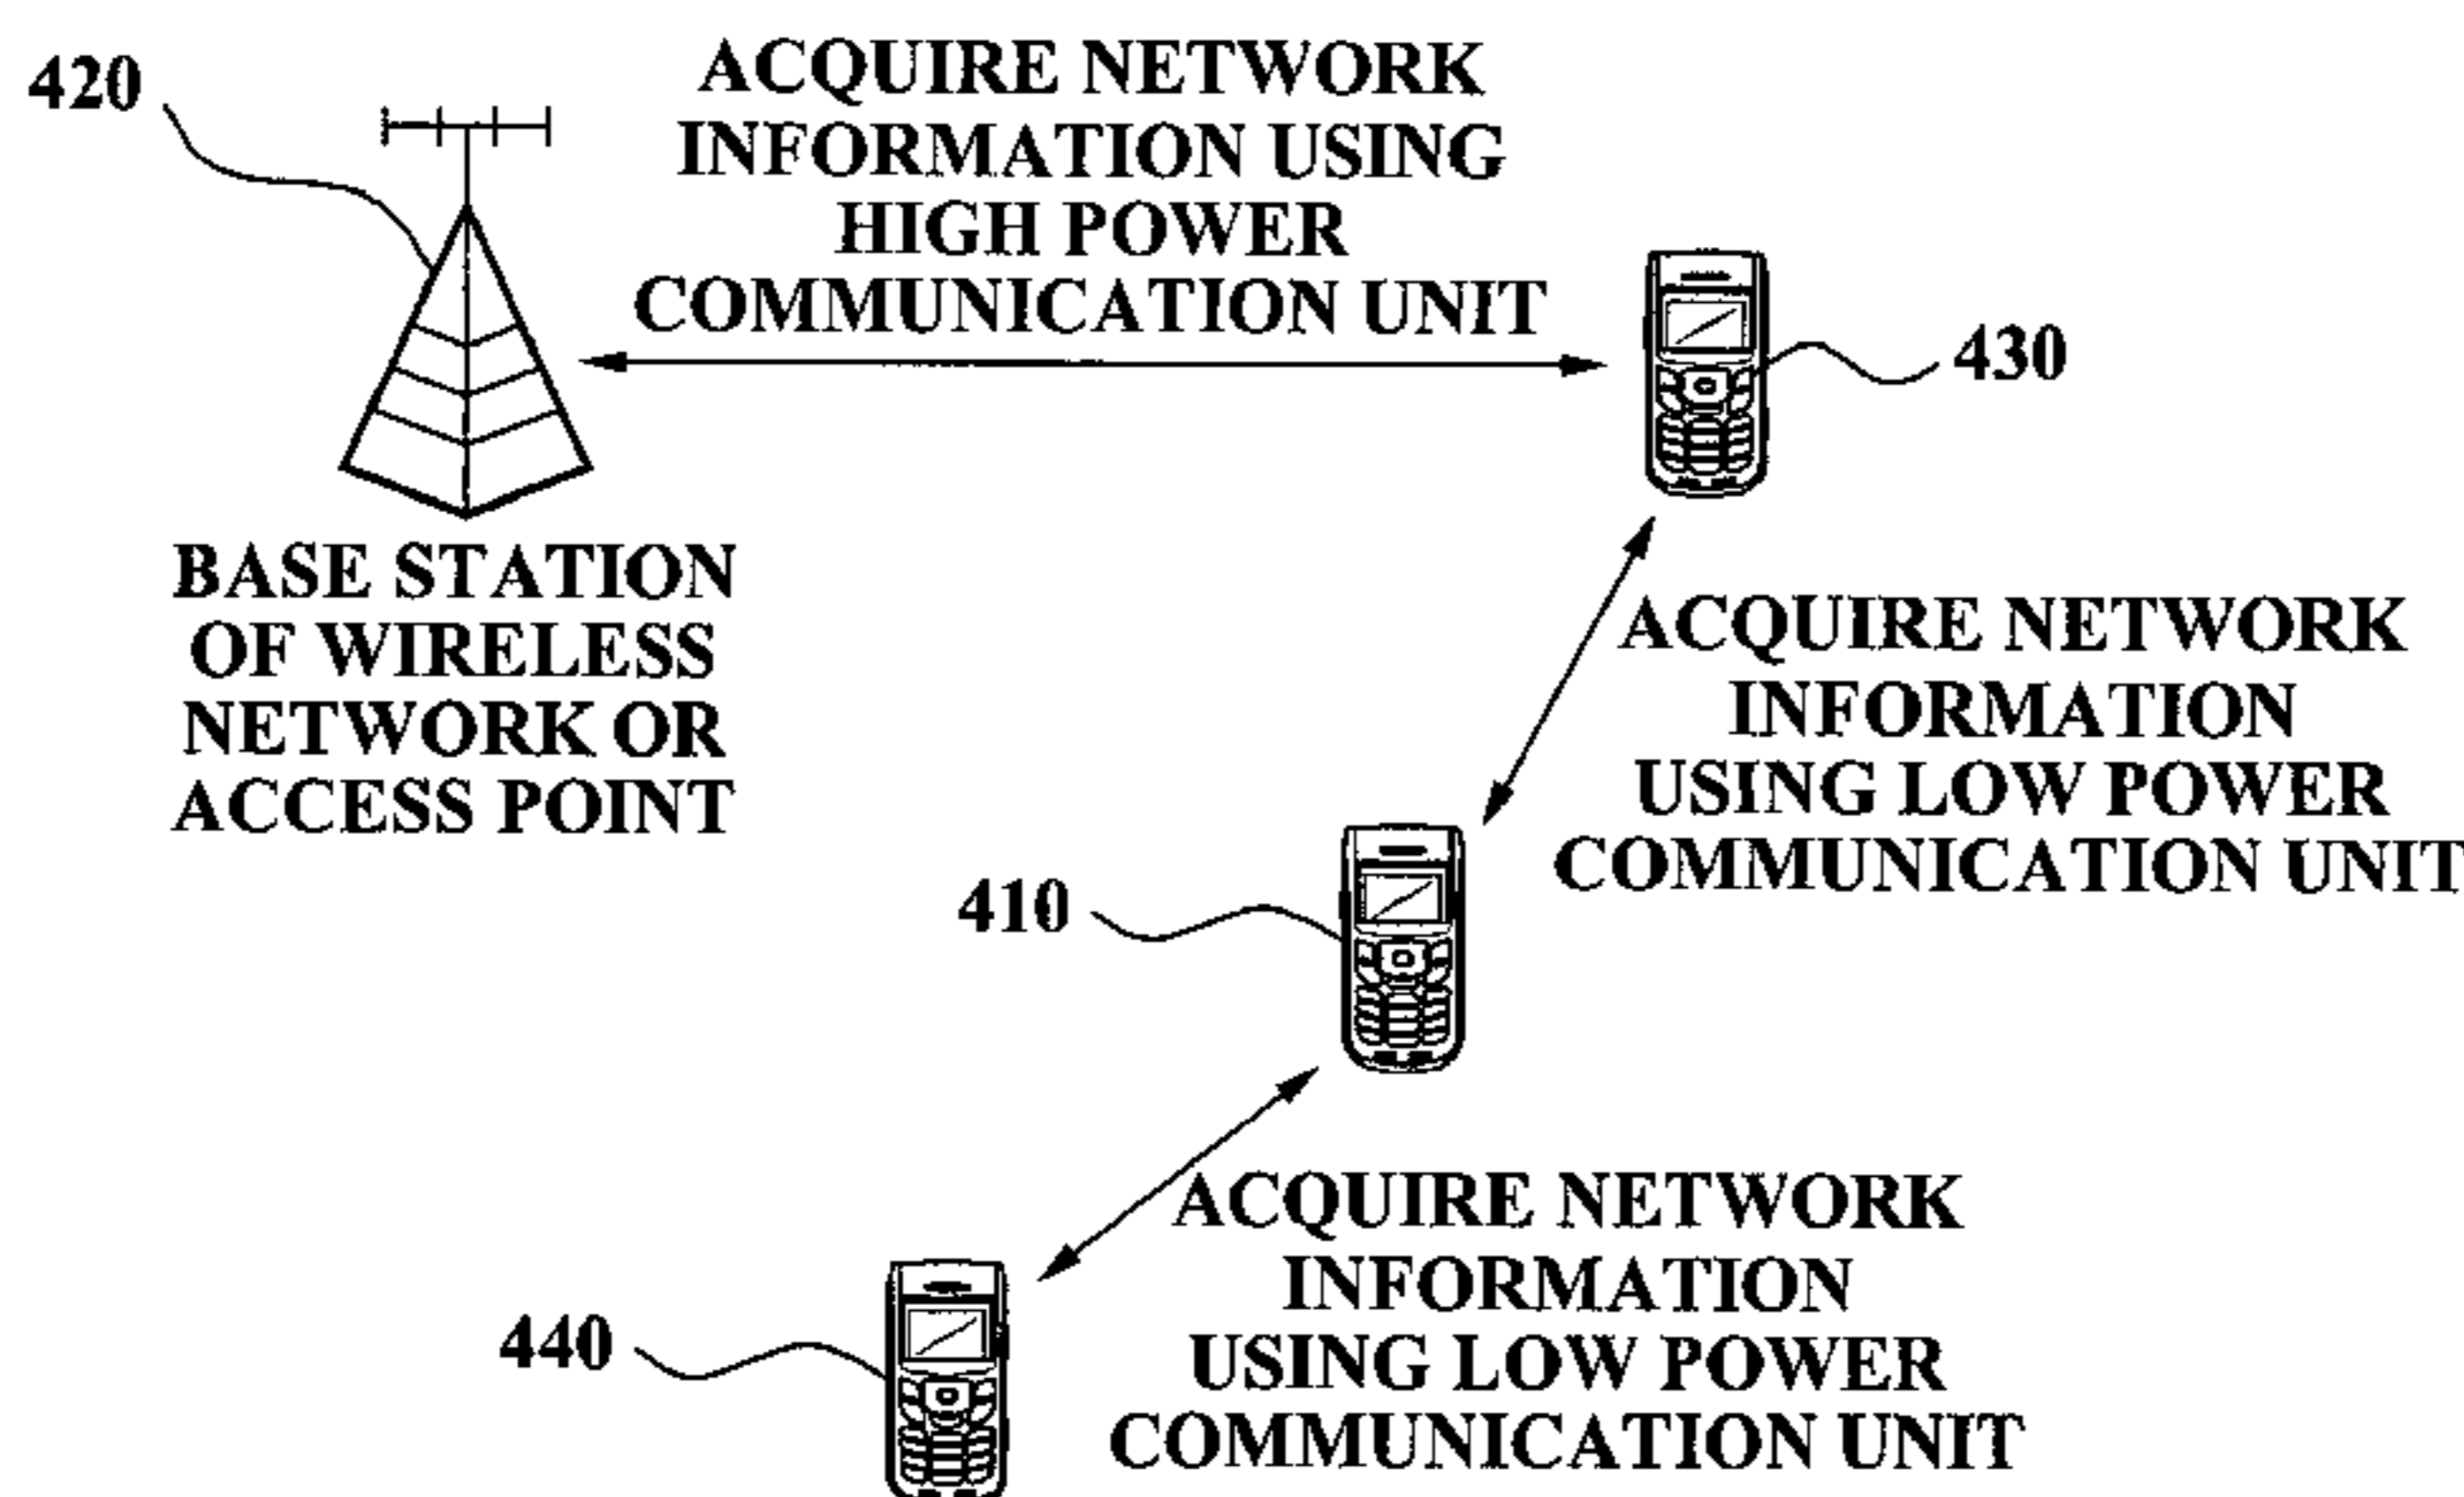 420
ACQUIRE NETWORK
INFORMATION USING
HIGH POWER
COMMUNICATION UNIT
430
BASE STATION
OF WIRELESS
NETWORK OR
ACCESS POINT
ACQUIRE NETWORK
INFORMATION
USING LOW POWER
COMMUNICATION UNIT
410
440
ACQUIRE NETWORK
INFORMATION
USING LOW POWER
COMMUNICATION UNIT